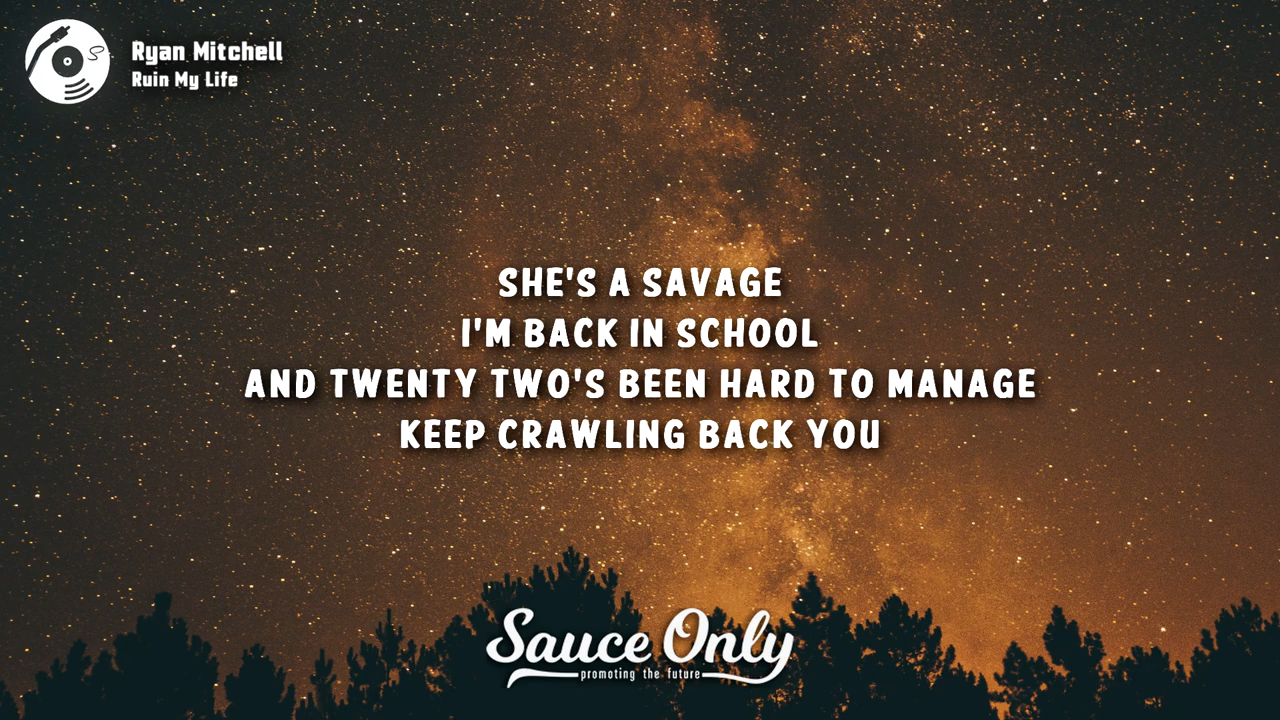 Ryan Mitchell
Ruin My Life
SHE'S A SAVAGE
I'M BACK IN SCHOOL
AND TWENTY TWO'S BEEN HARD TO MANAGE
KEEP CRAWLING BACK YOU
Sauce Only
promoting the future